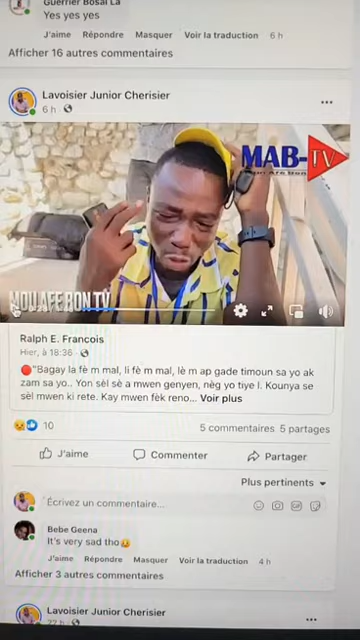 Guerrier Bosal La
Yes yes yes
J'aime Répondre Masquer Voir la traduction 6 h
Afficher 16 autres commentaires
Lavoisier Junior Cherisier
6 h
MAB-TV
MOU AFE BON TV
Ralph E. Francois
Hier, à 18:36
"Bagay la fè m mal, li fè m mal, lè m ap gade timoun sa yo ak
zam sa yo.. Yon sèl sè a mwen genyen, nèg yo tiye l. Kounya se
sèl mwen ki rete. Kay mwen fèk reno... Voir plus
10
5 commentaires 5 partages
J'aime Commenter Partager
Plus pertinents
Écrivez un commentaire...
Bebe Geena
It's very sad tho
J'aime Répondre Masquer Voir la traduction 4 h
Afficher 3 autres commentaires
Lavoisier Junior Cherisier